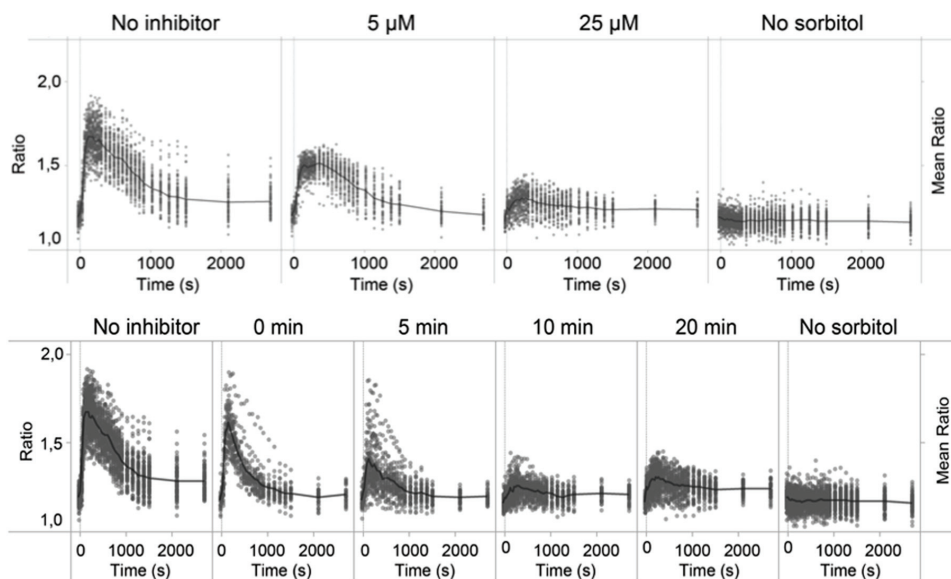 No inhibitor 5 µM 25 µM No sorbitol
2,0
1,5
1,0
Ratio
Mean Ratio
0 1000 2000 0 1000 2000 0 1000 2000 0 1000 2000
Time (s) Time (s) Time (s) Time (s)
No inhibitor 0 min 5 min 10 min 20 min No sorbitol
2,0
1,5
1,0
Ratio
Mean Ratio
0 1000 2000 0 1000 2000 0 1000 2000 0 1000 2000 0 1000 2000 0 1000 2000
Time (s) Time (s) Time (s) Time (s) Time (s) Time (s)